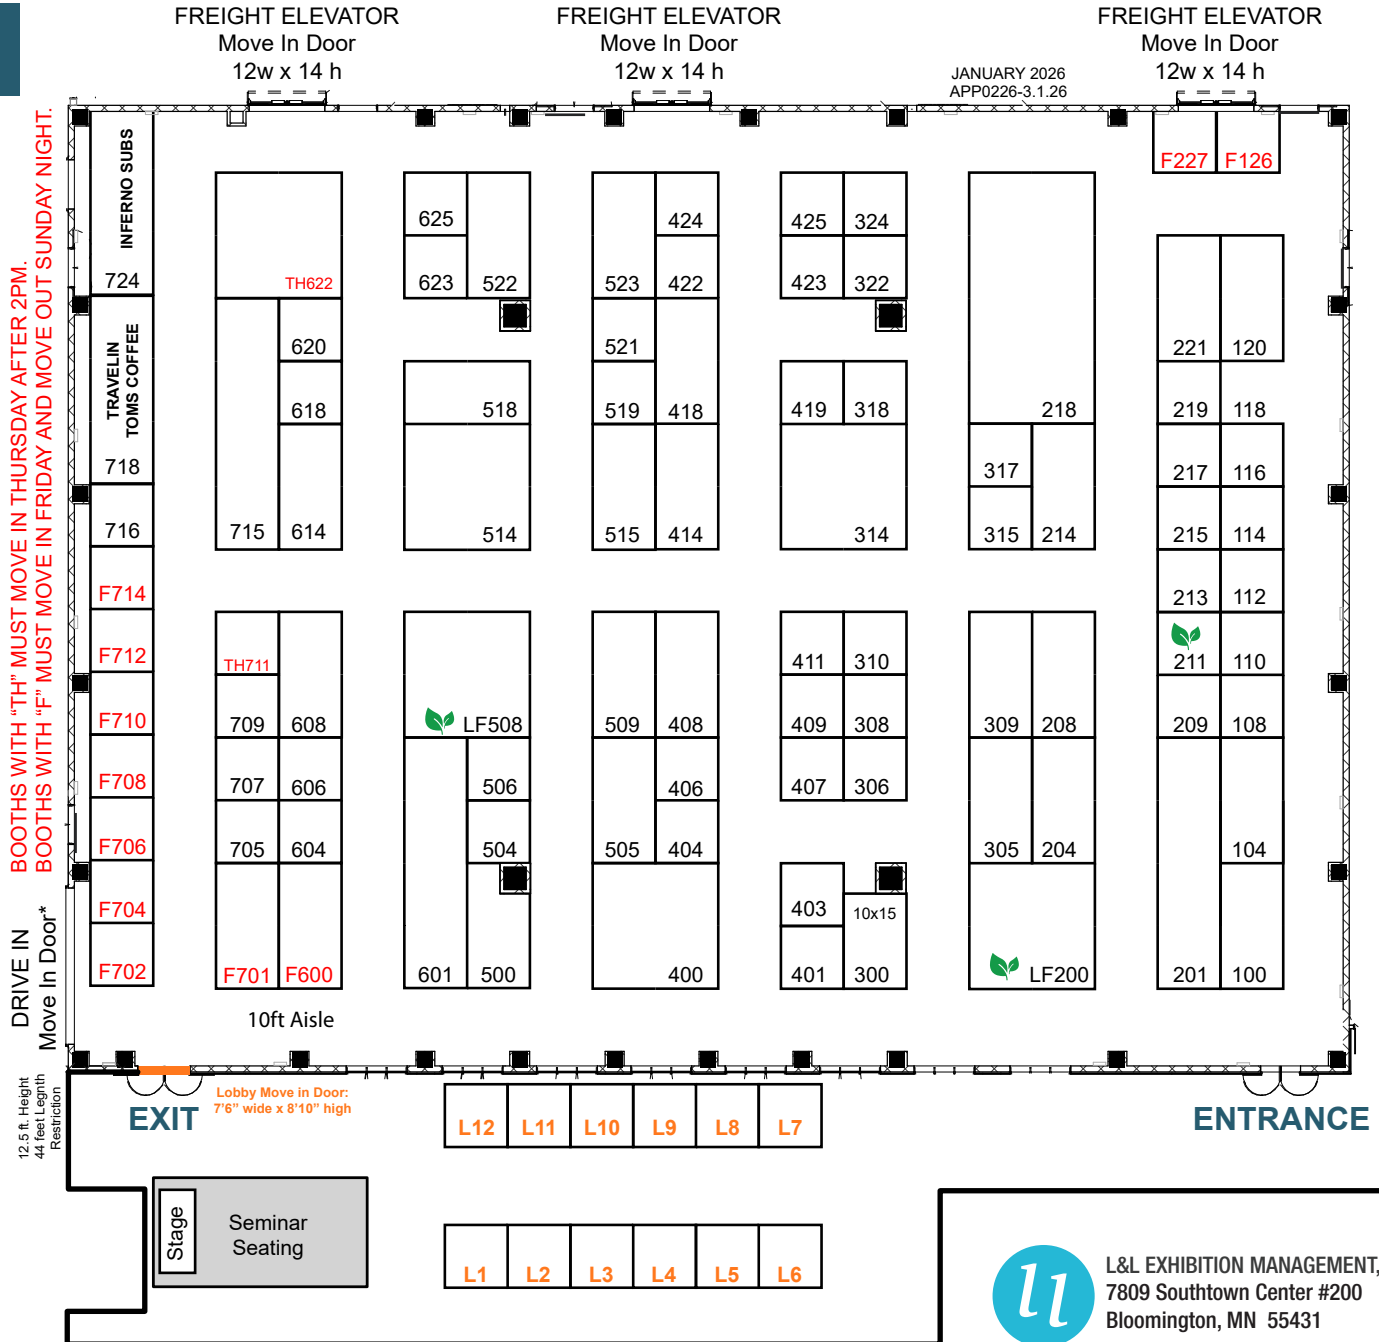 FREIGHT ELEVATOR
Move In Door
12w x 14 h
FREIGHT ELEVATOR
Move In Door
12w x 14 h
FREIGHT ELEVATOR
Move In Door
12w x 14 h
JANUARY 2026
APP0226-3.1.26
BOOTHS WITH "TH" MUST MOVE IN THURSDAY AFTER 2PM.
BOOTHS WITH "F" MUST MOVE IN FRIDAY AND MOVE OUT SUNDAY NIGHT.
INFERNO SUBS
724
TRAVELIN
TOMS COFFEE
718
716
F714
F712
F710
F708
F706
F704
F702
TH622
620
618
715 614
TH711
709 608
707 606
705 604
F701 F600
10ft Aisle
625
623 522
518
514
LF508
506
504
601 500
424
523 422
521
519 418
515 414
509 408
406
505 404
400
425 324
423 322
419 318
314
411 310
409 308
407 306
403
10x15
401 300
218
317
315 214
309 208
305 204
LF200
F227 F126
221 120
219 118
217 116
215 114
213 112
211 110
209 108
104
201 100
DRIVE IN
Move In Door*
12.5 ft. Height
44 feet Legnth
Restriction
EXIT
Lobby Move in Door:
7'6" wide x 8'10" high
ENTRANCE
L12 L11 L10 L9 L8 L7
Stage
Seminar
Seating
L1 L2 L3 L4 L5 L6
ll
L&L EXHIBITION MANAGEMENT,
7809 Southtown Center #200
Bloomington, MN 55431